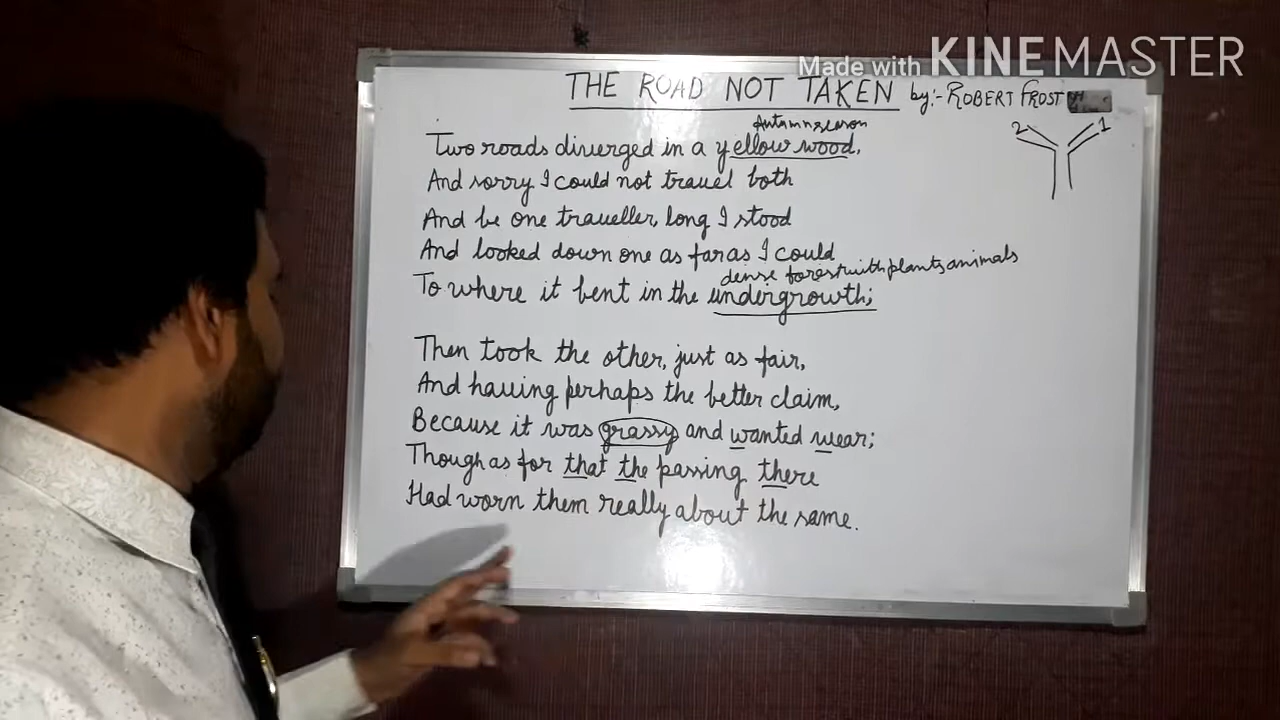 Made with KINEMASTER
THE ROAD NOT TAKEN by:- ROBERT FROST
Autamnseason
Two roads diverged in a yellow wood,
2
1
And sorry I could not travel both
And be one traveller, long I stood
And looked down one as far as I could
dense forestwith plants, animals
To where it bent in the undergrowth;
Then took the other, just as fair,
And having perhaps the better claim,
Because it was grassy and wanted wear;
Though as for that the passing there
Had worn them really about the same.